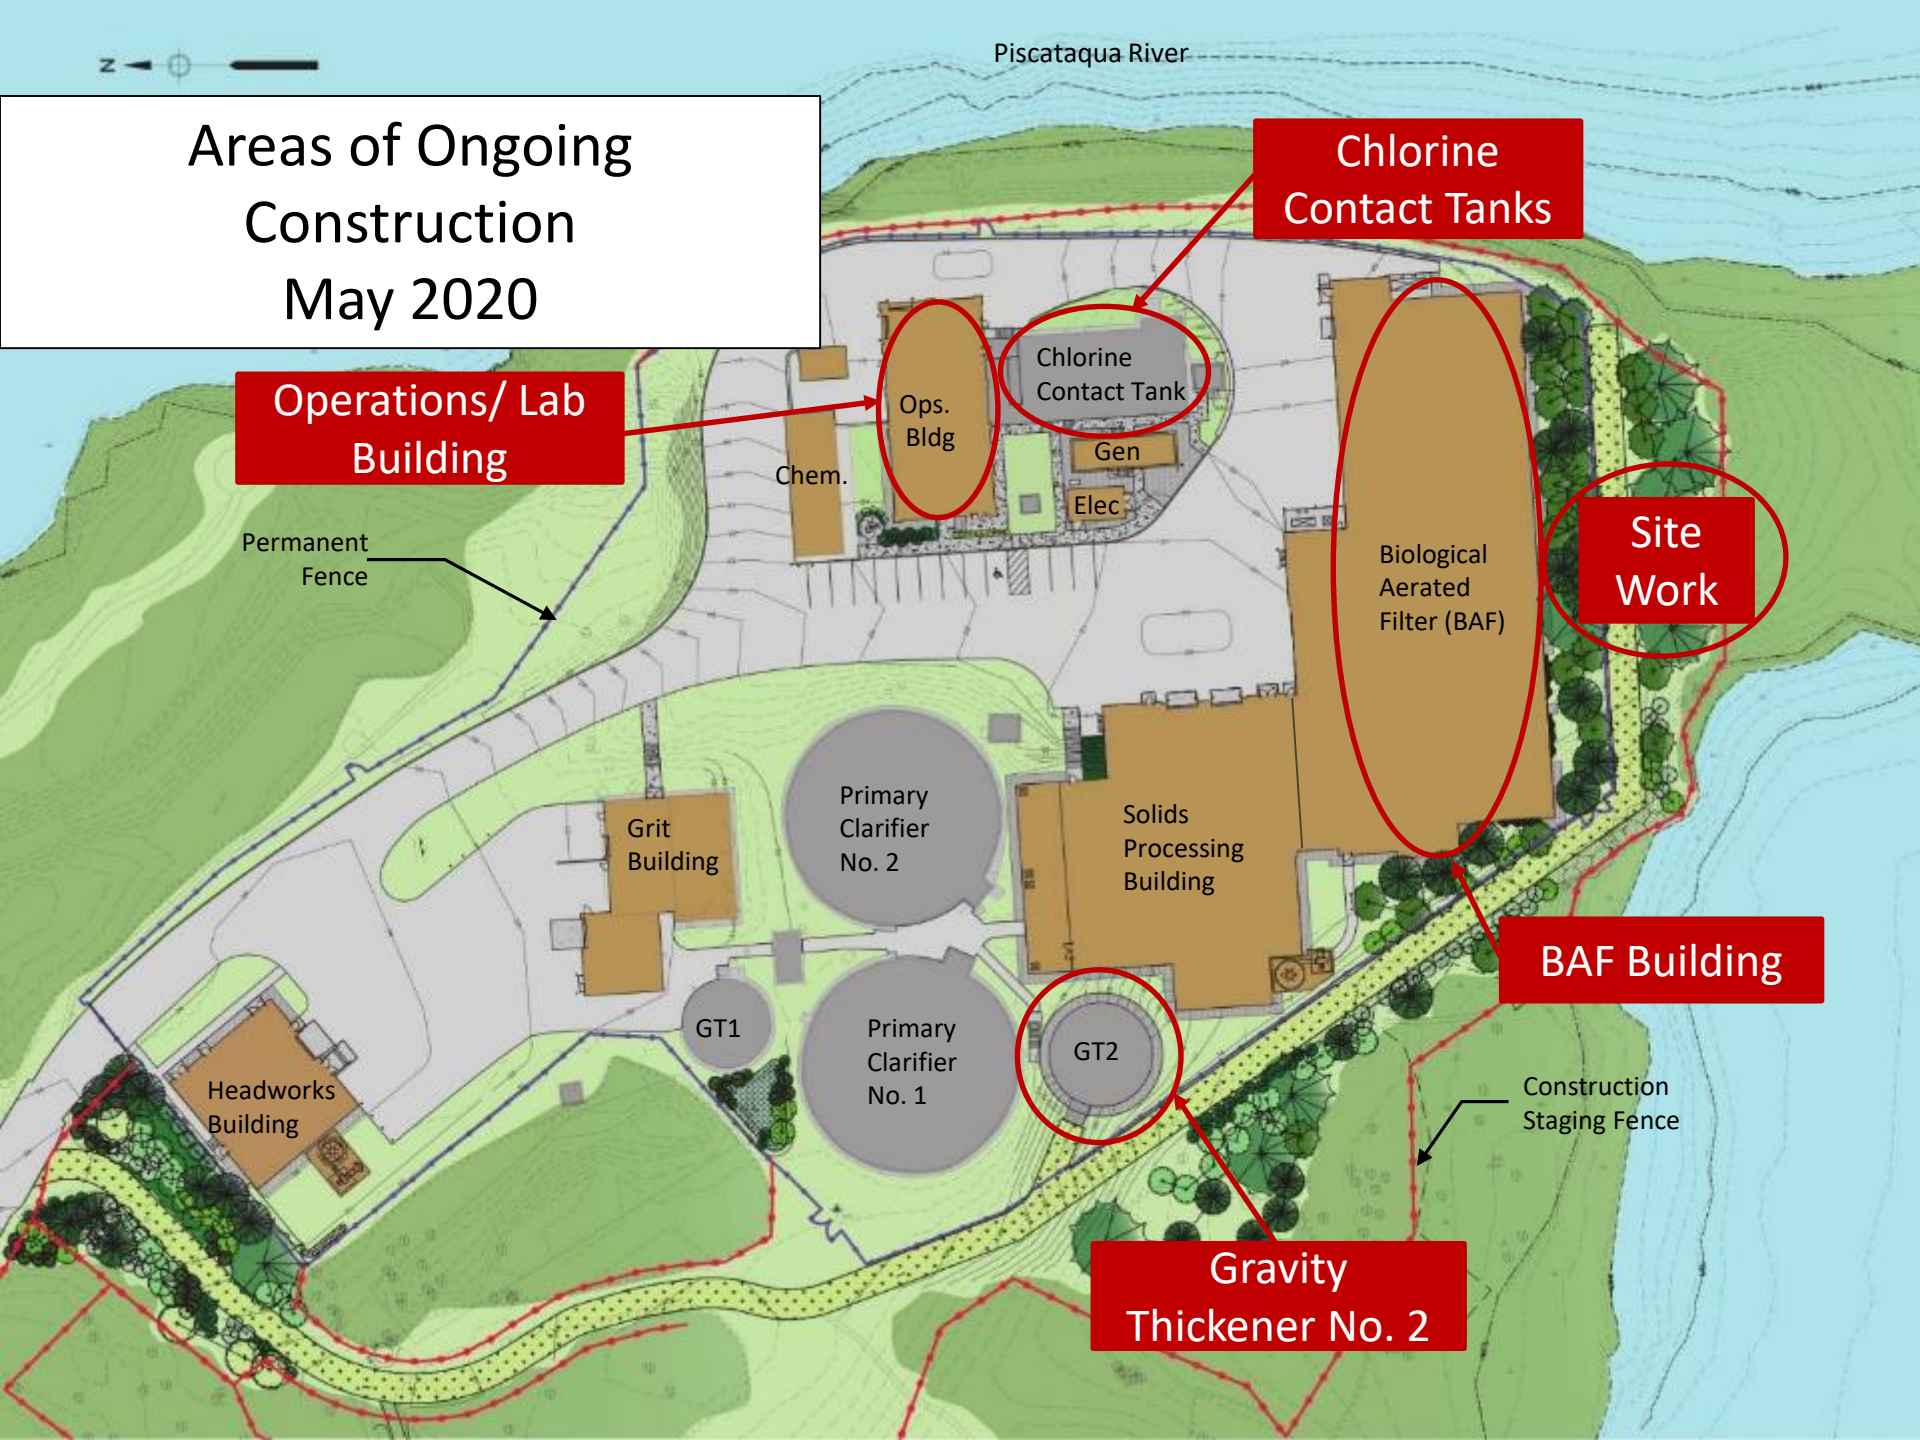 Piscataqua River
N
Areas of Ongoing
Construction
May 2020
Chlorine
Contact Tanks
Operations/ Lab
Building
Chlorine
Contact Tank
Ops.
Bldg
Gen
Chem.
Elec
Site
Work
Permanent
Fence
Biological
Aerated
Filter (BAF)
Primary
Clarifier
No. 2
Grit
Building
Solids
Processing
Building
BAF Building
GT1
Primary
Clarifier
No. 1
GT2
Headworks
Building
Construction
Staging Fence
Gravity
Thickener No. 2